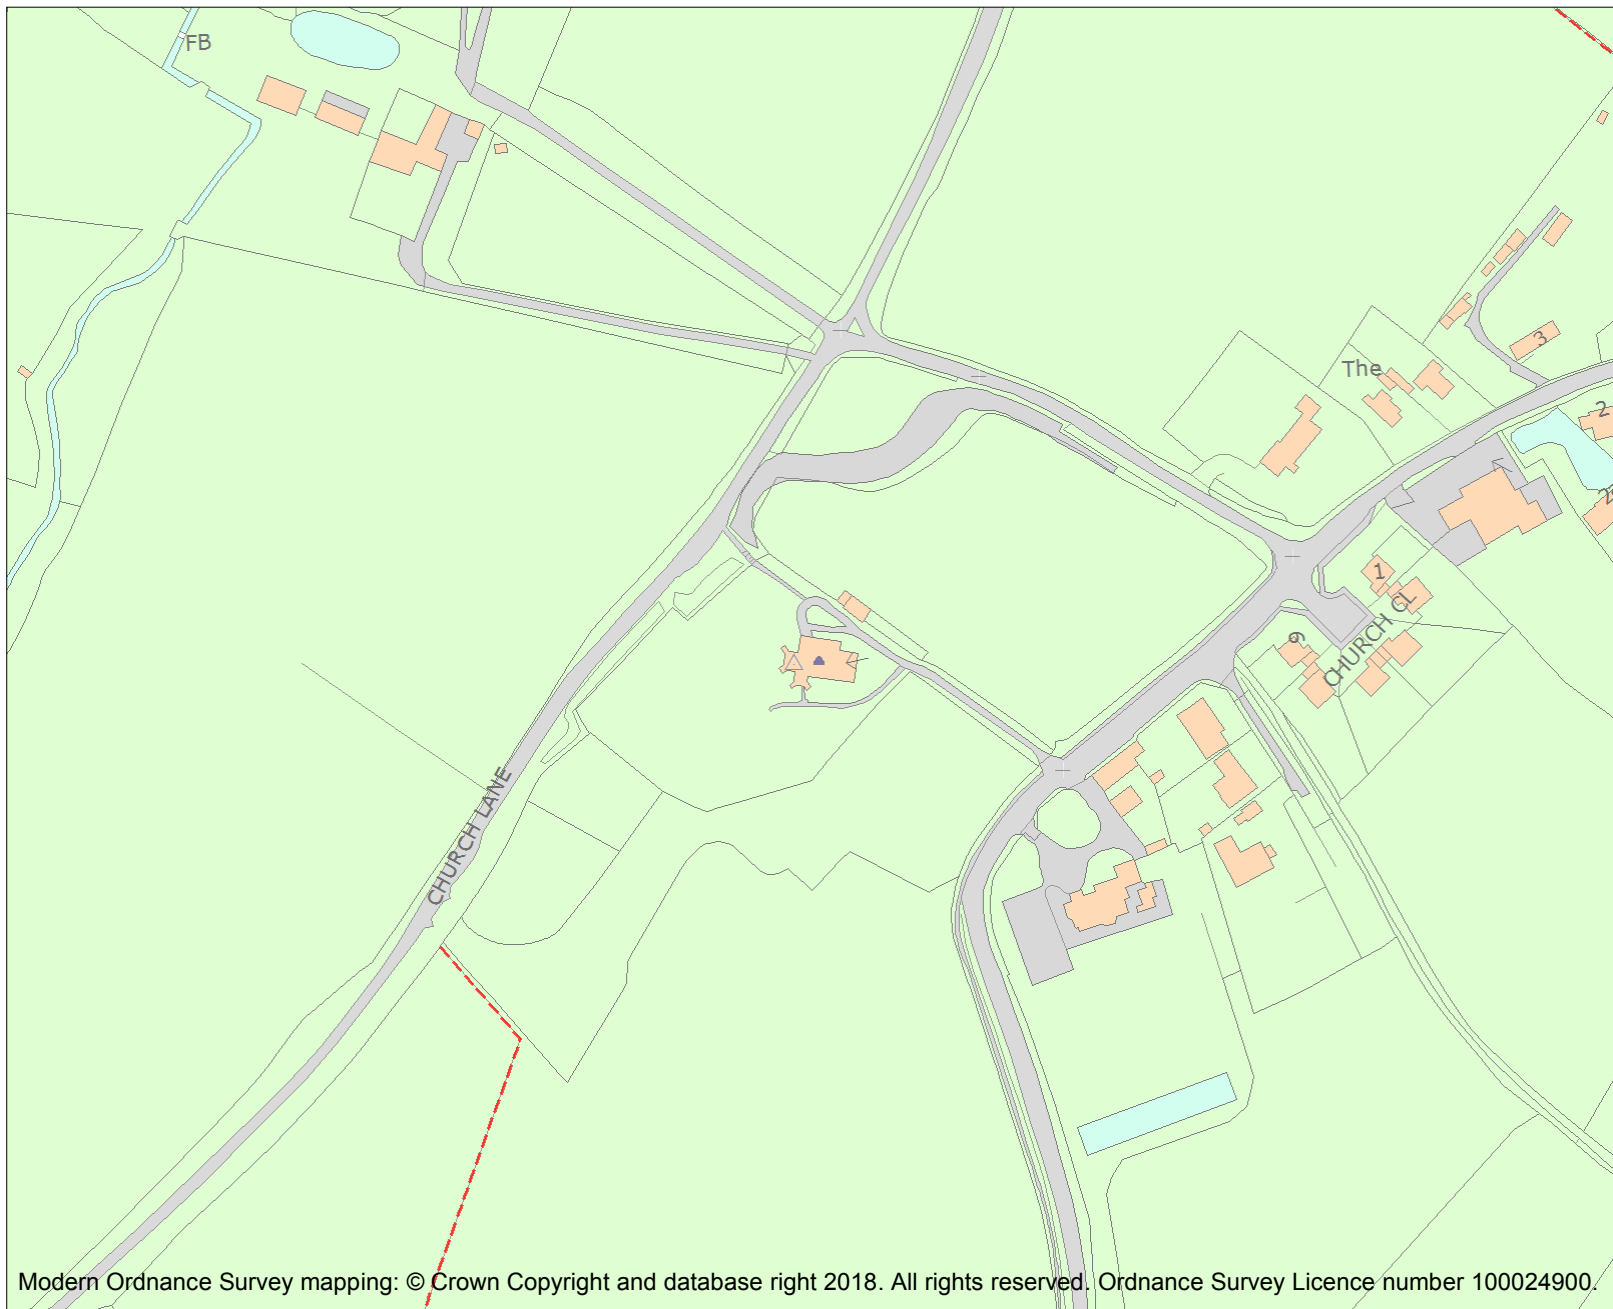 FB
The
3
2
1
CHURCH CL
9
CHURCH LANE
Modern Ordnance Survey mapping: © Crown Copyright and database right 2018. All rights reserved. Ordnance Survey Licence number 100024900.